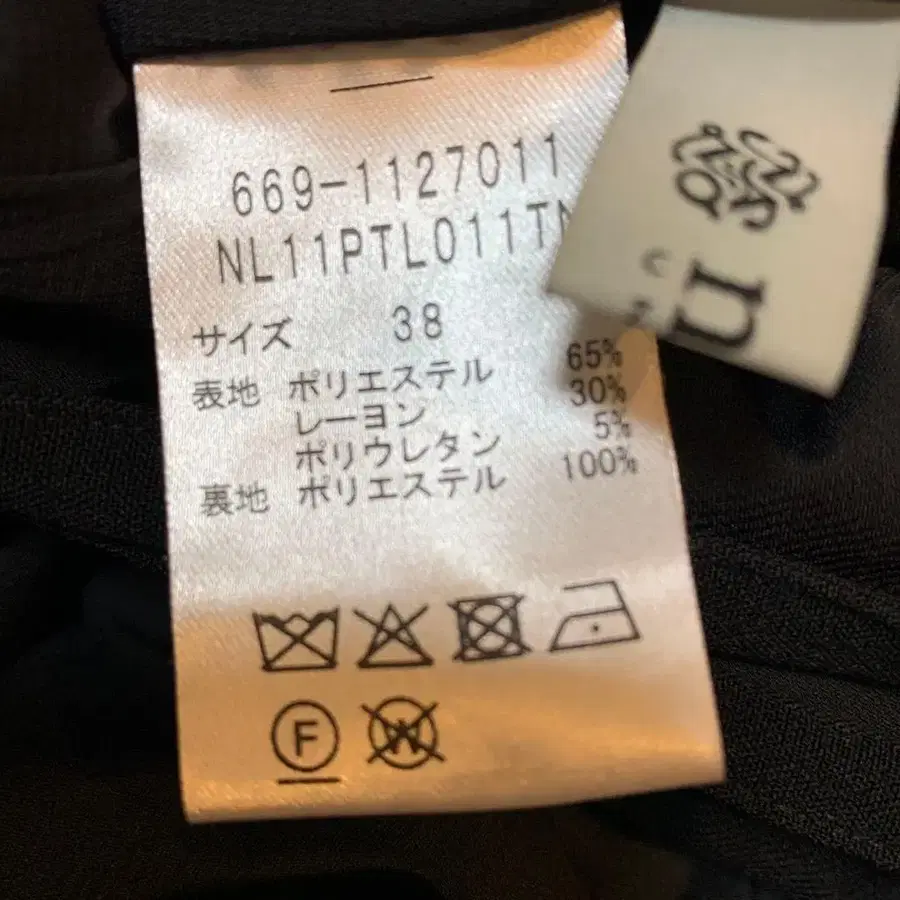 669-1127011
NL11PTL011T
サイズ 38
表地 ポリエステル 65%
レーヨン 30%
ポリウレタン 5%
裏地 ポリエステル 100%
F
W
n